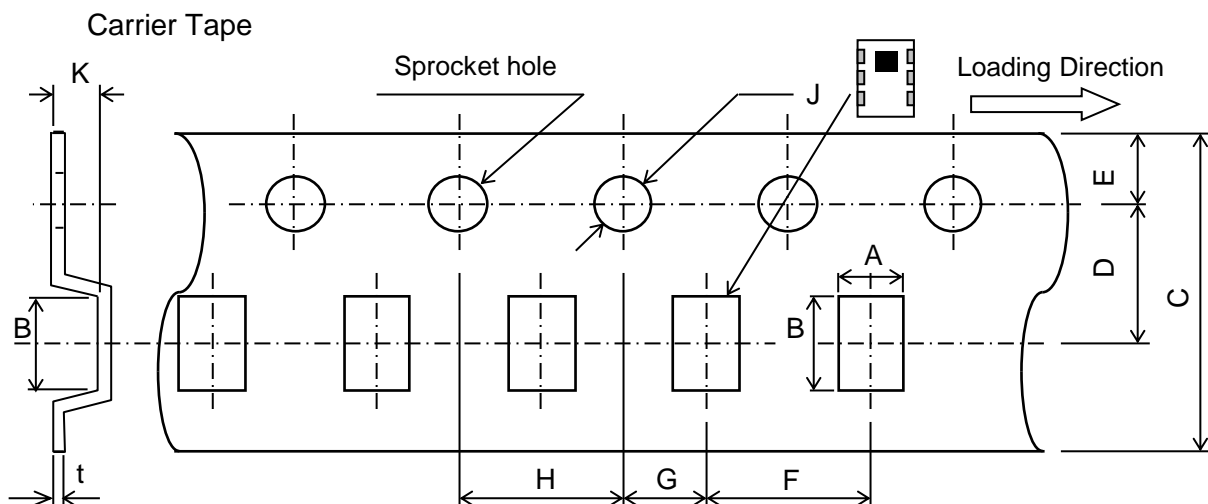 Carrier Tape
K
Sprocket hole
J
Loading Direction
E
A
D
C
B
B
t
H
G
F